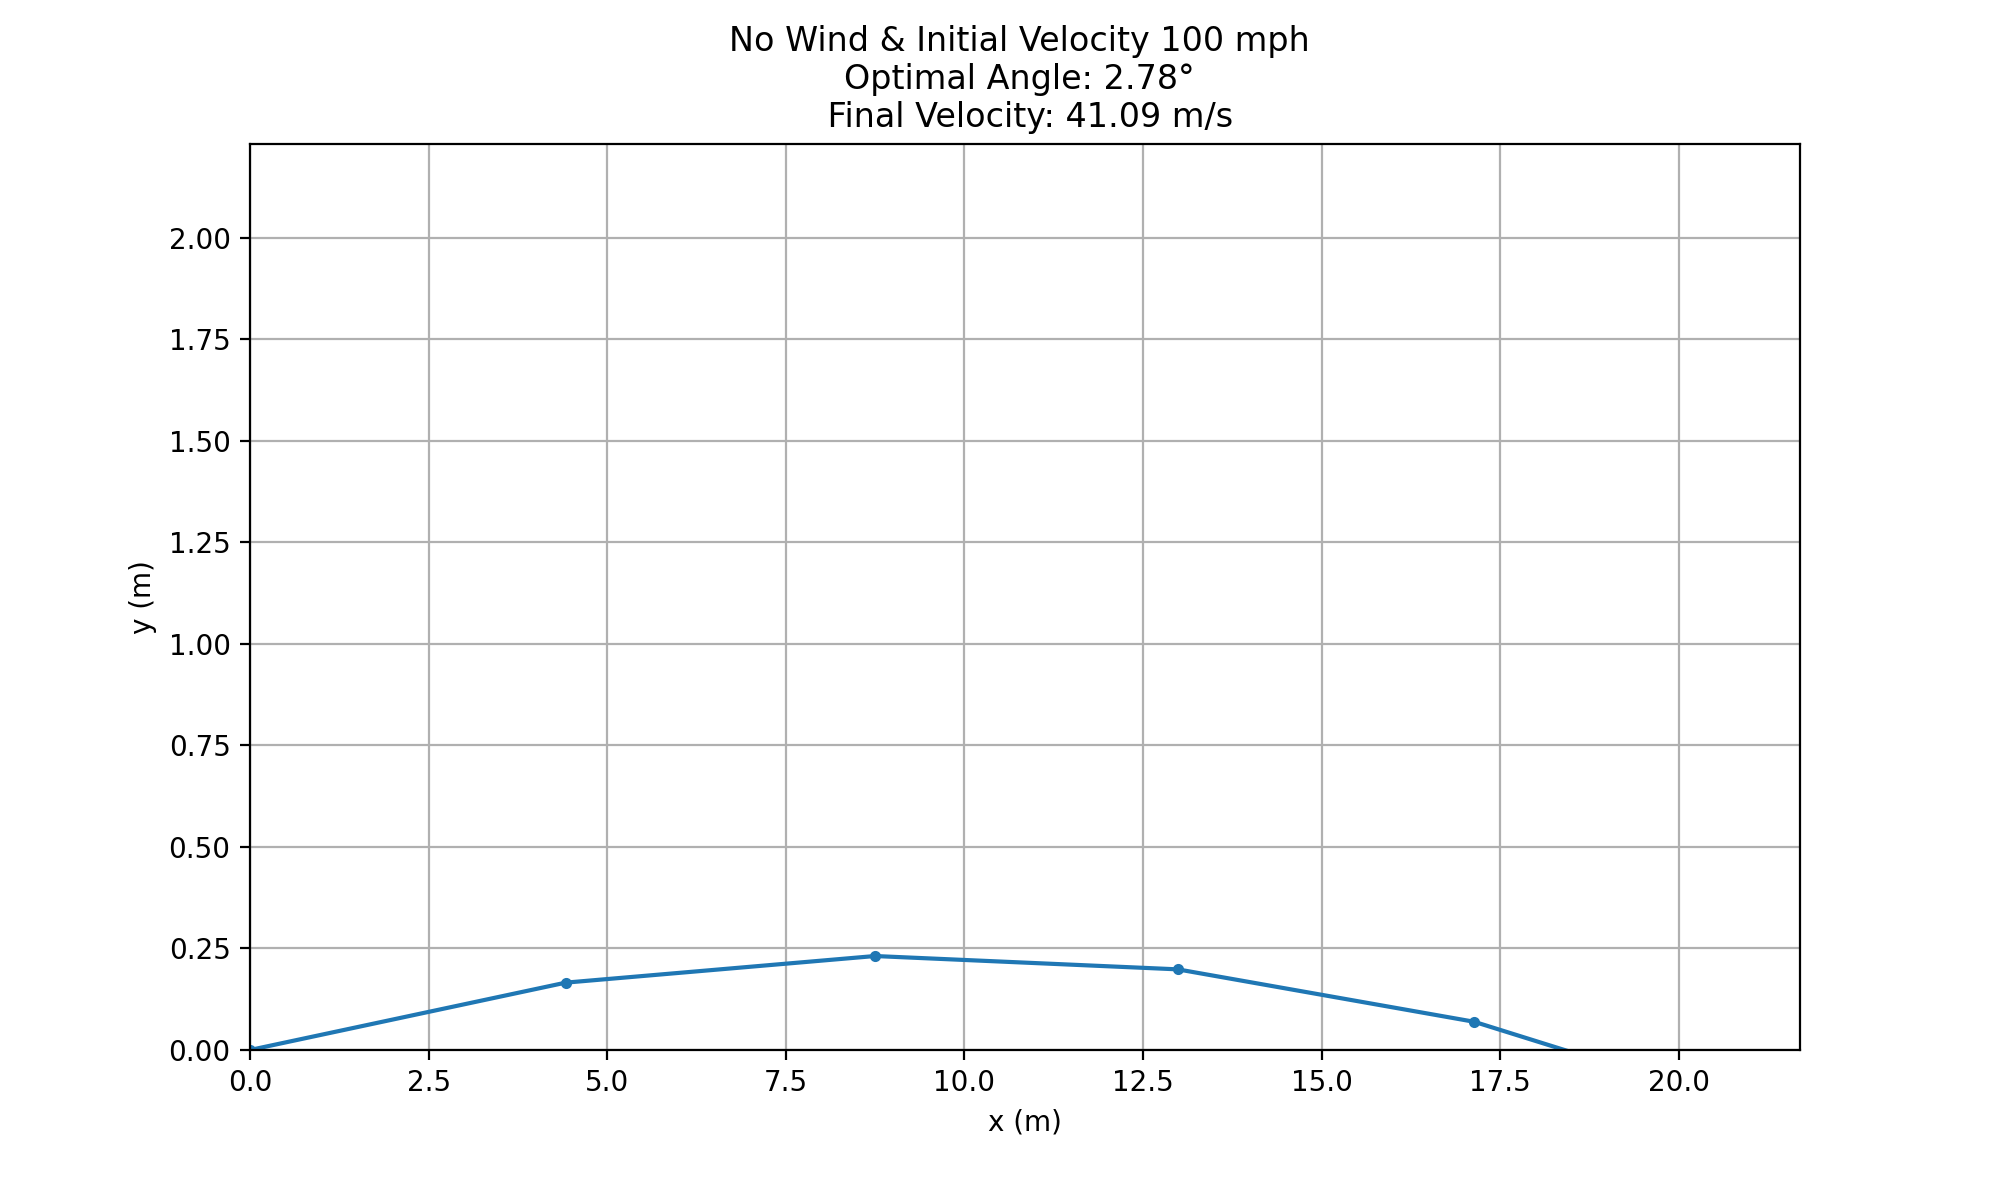 No Wind & Initial Velocity 100 mph
Optimal Angle: 2.78°
Final Velocity: 41.09 m/s
2.00
1.75
1.50
1.25
1.00
0.75
0.50
0.25
0.00
y (m)
0.0 2.5 5.0 7.5 10.0 12.5 15.0 17.5 20.0
x (m)